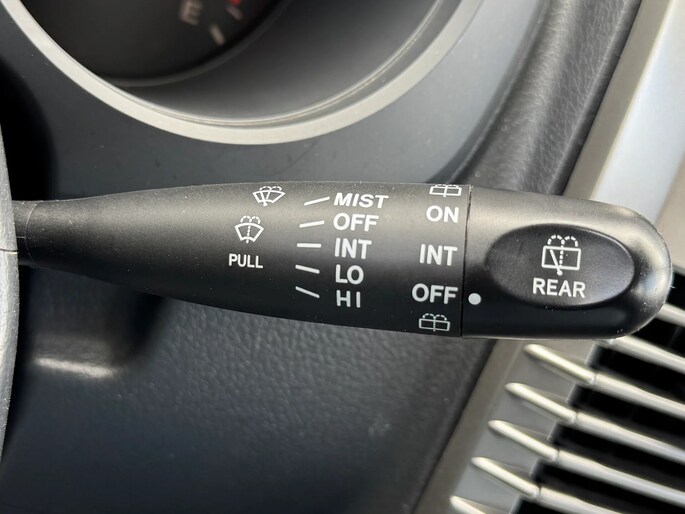 E
MIST
OFF
INT
LO
HI
PULL
ON
INT
OFF
REAR